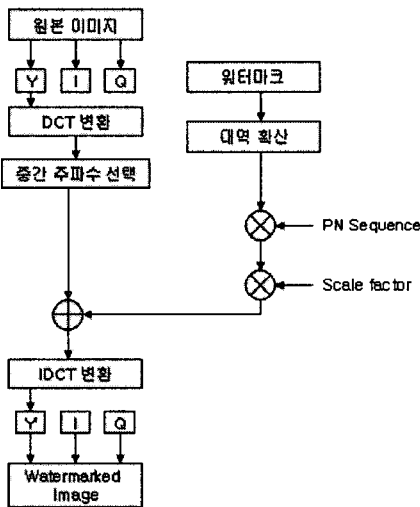 원본 이미지
Y I Q
DCT 변환
중간 주파수 선택
워터마크
대역 확산
PN Sequence
Scale factor
IDCT 변환
Y I Q
Watermarked
Image